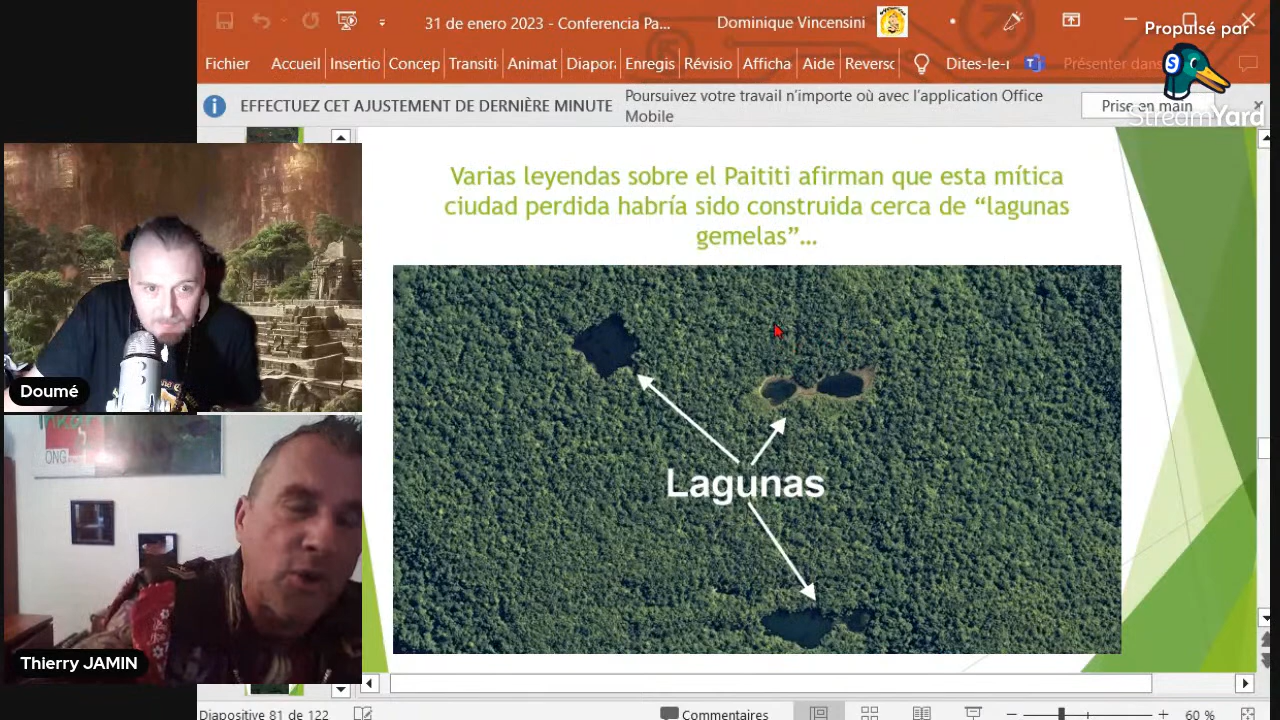 31 de enero 2023 - Conferencia Pa...
Dominique Vincensini
Propulsé par
StreamYard
Fichier
Accueil
Insertio
Concep
Transiti
Animat
Diapora
Enregis
Révisio
Afficha
Aide
Reverso
Dites-le-n
Présenter dans
EFFECTUEZ CET AJUSTEMENT DE DERNIÈRE MINUTE
Poursuivez votre travail n'importe où avec l'application Office
Mobile
Prise en main
Varias leyendas sobre el Paititi afirman que esta mítica
ciudad perdida habría sido construida cerca de “lagunas
gemelas”...
Lagunas
Doumé
ONG
Thierry JAMIN
Diapositive 81 de 122
Commentaires
60 %